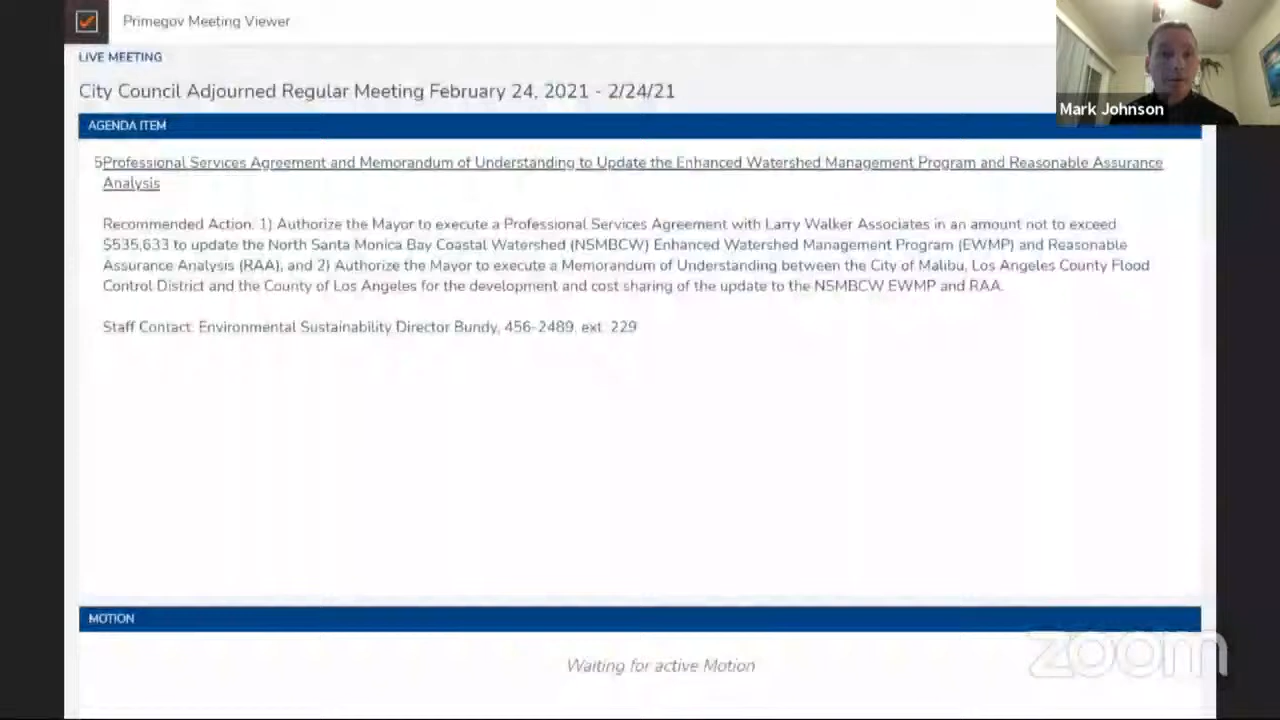 Primegov Meeting Viewer
LIVE MEETING
City Council Adjourned Regular Meeting February 24, 2021 - 2/24/21
Mark Johnson
AGENDA ITEM
5Professional Services Agreement and Memorandum of Understanding to Update the Enhanced Watershed Management Program and Reasonable Assurance
Analysis
Recommended Action: 1) Authorize the Mayor to execute a Professional Services Agreement with Larry Walker Associates in an amount not to exceed
$535,633 to update the North Santa Monica Bay Coastal Watershed (NSMBCW) Enhanced Watershed Management Program (EWMP) and Reasonable
Assurance Analysis (RAA); and 2) Authorize the Mayor to execute a Memorandum of Understanding between the City of Malibu, Los Angeles County Flood
Control District and the County of Los Angeles for the development and cost sharing of the update to the NSMBCW EWMP and RAA.
Staff Contact: Environmental Sustainability Director Bundy, 456-2489, ext. 229
MOTION
Waiting for active Motion
zoom